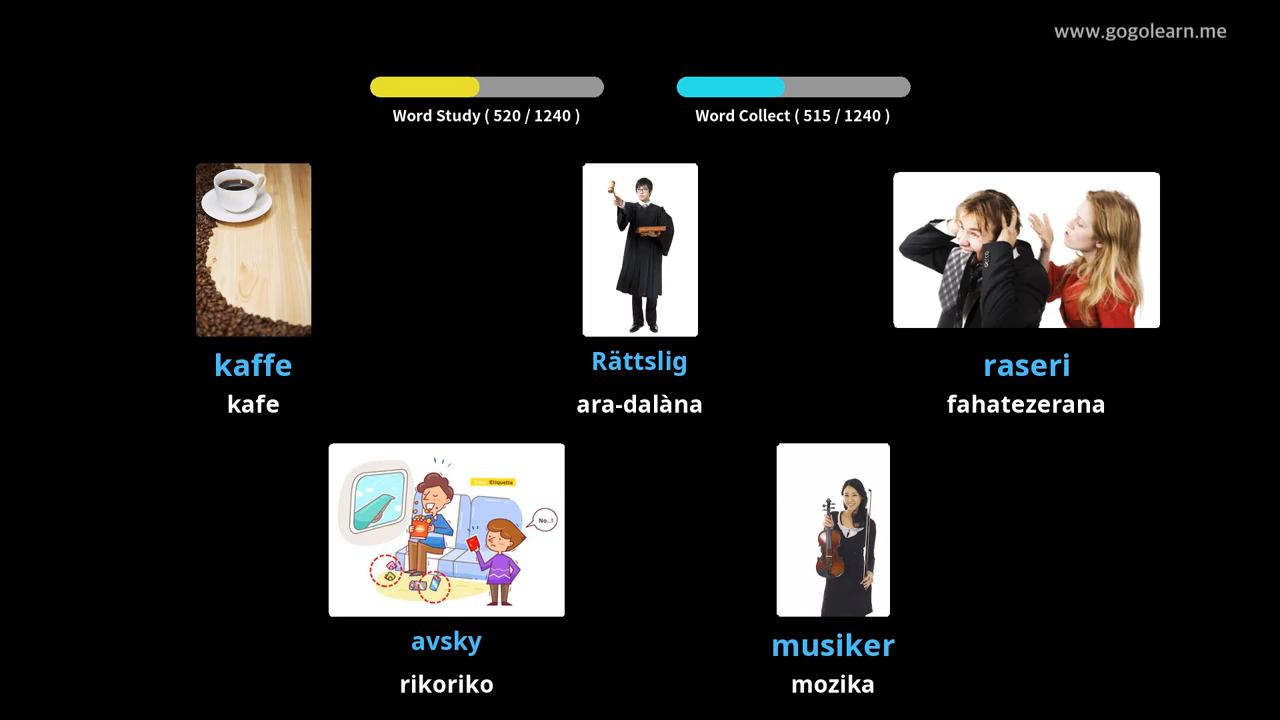 www.gogolearn.me
Word Study ( 520 / 1240 )
Word Collect ( 515 / 1240 )
kaffe
kafe
Rättslig
ara-dalàna
raseri
fahatezerana
Etiquette
No..!
avsky
rikoriko
musiker
mozika